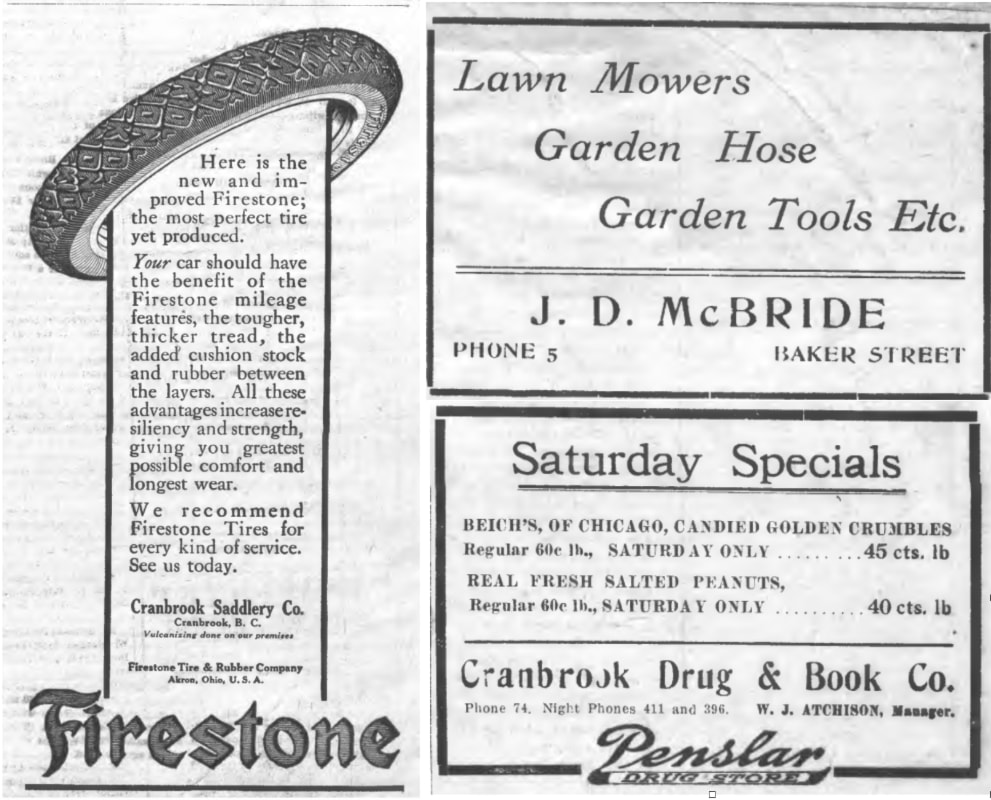 Here is the
new and im-
proved Firestone;
the most perfect tire
yet produced.
Your car should have
the benefit of the
Firestone mileage
features, the tougher,
thicker tread, the
added cushion stock
and rubber between
the layers. All these
advantages increase re-
siliency and strength,
giving you greatest
possible comfort and
longest wear.
We recommend
Firestone Tires for
every kind of service.
See us today.
Cranbrook Saddlery Co.
Cranbrook, B. C.
Vulcanizing done on our premises
Firestone Tire & Rubber Company
Akron, Ohio, U. S. A.
Firestone
Lawn Mowers
Garden Hose
Garden Tools Etc.
J. D. McBRIDE
PHONE 5 BAKER STREET
Saturday Specials
BEICH'S, OF CHICAGO, CANDIED GOLDEN CRUMBLES
Regular 60c lb., SATURDAY ONLY ..........45 cts. lb
REAL FRESH SALTED PEANUTS,
Regular 60c lb., SATURDAY ONLY .......... 40 cts. lb
Cranbrook Drug & Book Co.
Phone 74. Night Phones 411 and 396. W. J. ATCHISON, Manager.
Penslar
DRUG STORE